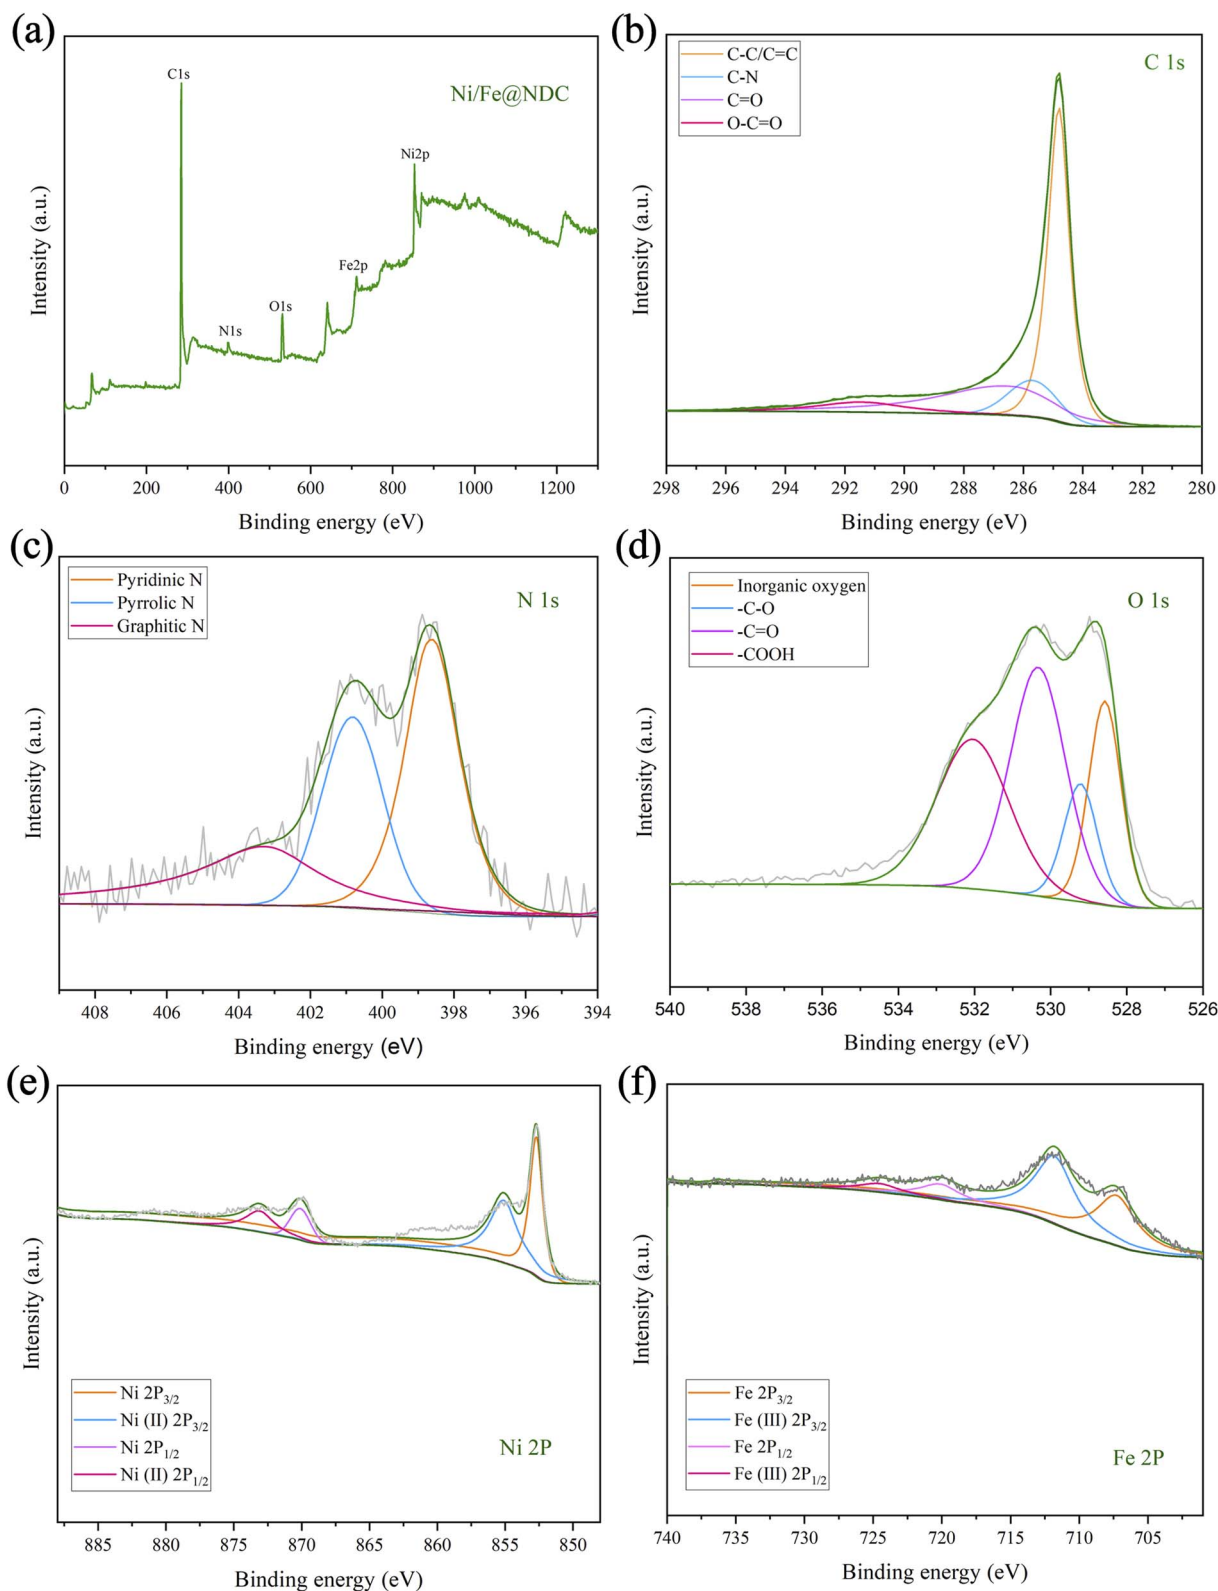 (a)
C1s
Ni/Fe@NDC
Ni2p
Fe2p
O1s
N1s
Intensity (a.u.)
0 200 400 600 800 1000 1200
Binding energy (eV)
(b)
C-C/C=C
C-N
C=O
O-C=O
C 1s
Intensity (a.u.)
298 296 294 292 290 288 286 284 282 280
Binding energy (eV)
(c)
Pyridinic N
Pyrrolic N
Graphitic N
N 1s
Intensity (a.u.)
408 406 404 402 400 398 396 394
Binding energy (eV)
(d)
Inorganic oxygen
-C-O
-C=O
-COOH
O 1s
Intensity (a.u.)
540 538 536 534 532 530 528 526
Binding energy (eV)
(e)
Intensity (a.u.)
Ni 2P3/2
Ni (II) 2P3/2
Ni 2P1/2
Ni (II) 2P1/2
Ni 2P
885 880 875 870 865 860 855 850
Binding energy (eV)
(f)
Intensity (a.u.)
Fe 2P3/2
Fe (III) 2P3/2
Fe 2P1/2
Fe (III) 2P1/2
Fe 2P
740 735 730 725 720 715 710 705
Binding energy (eV)